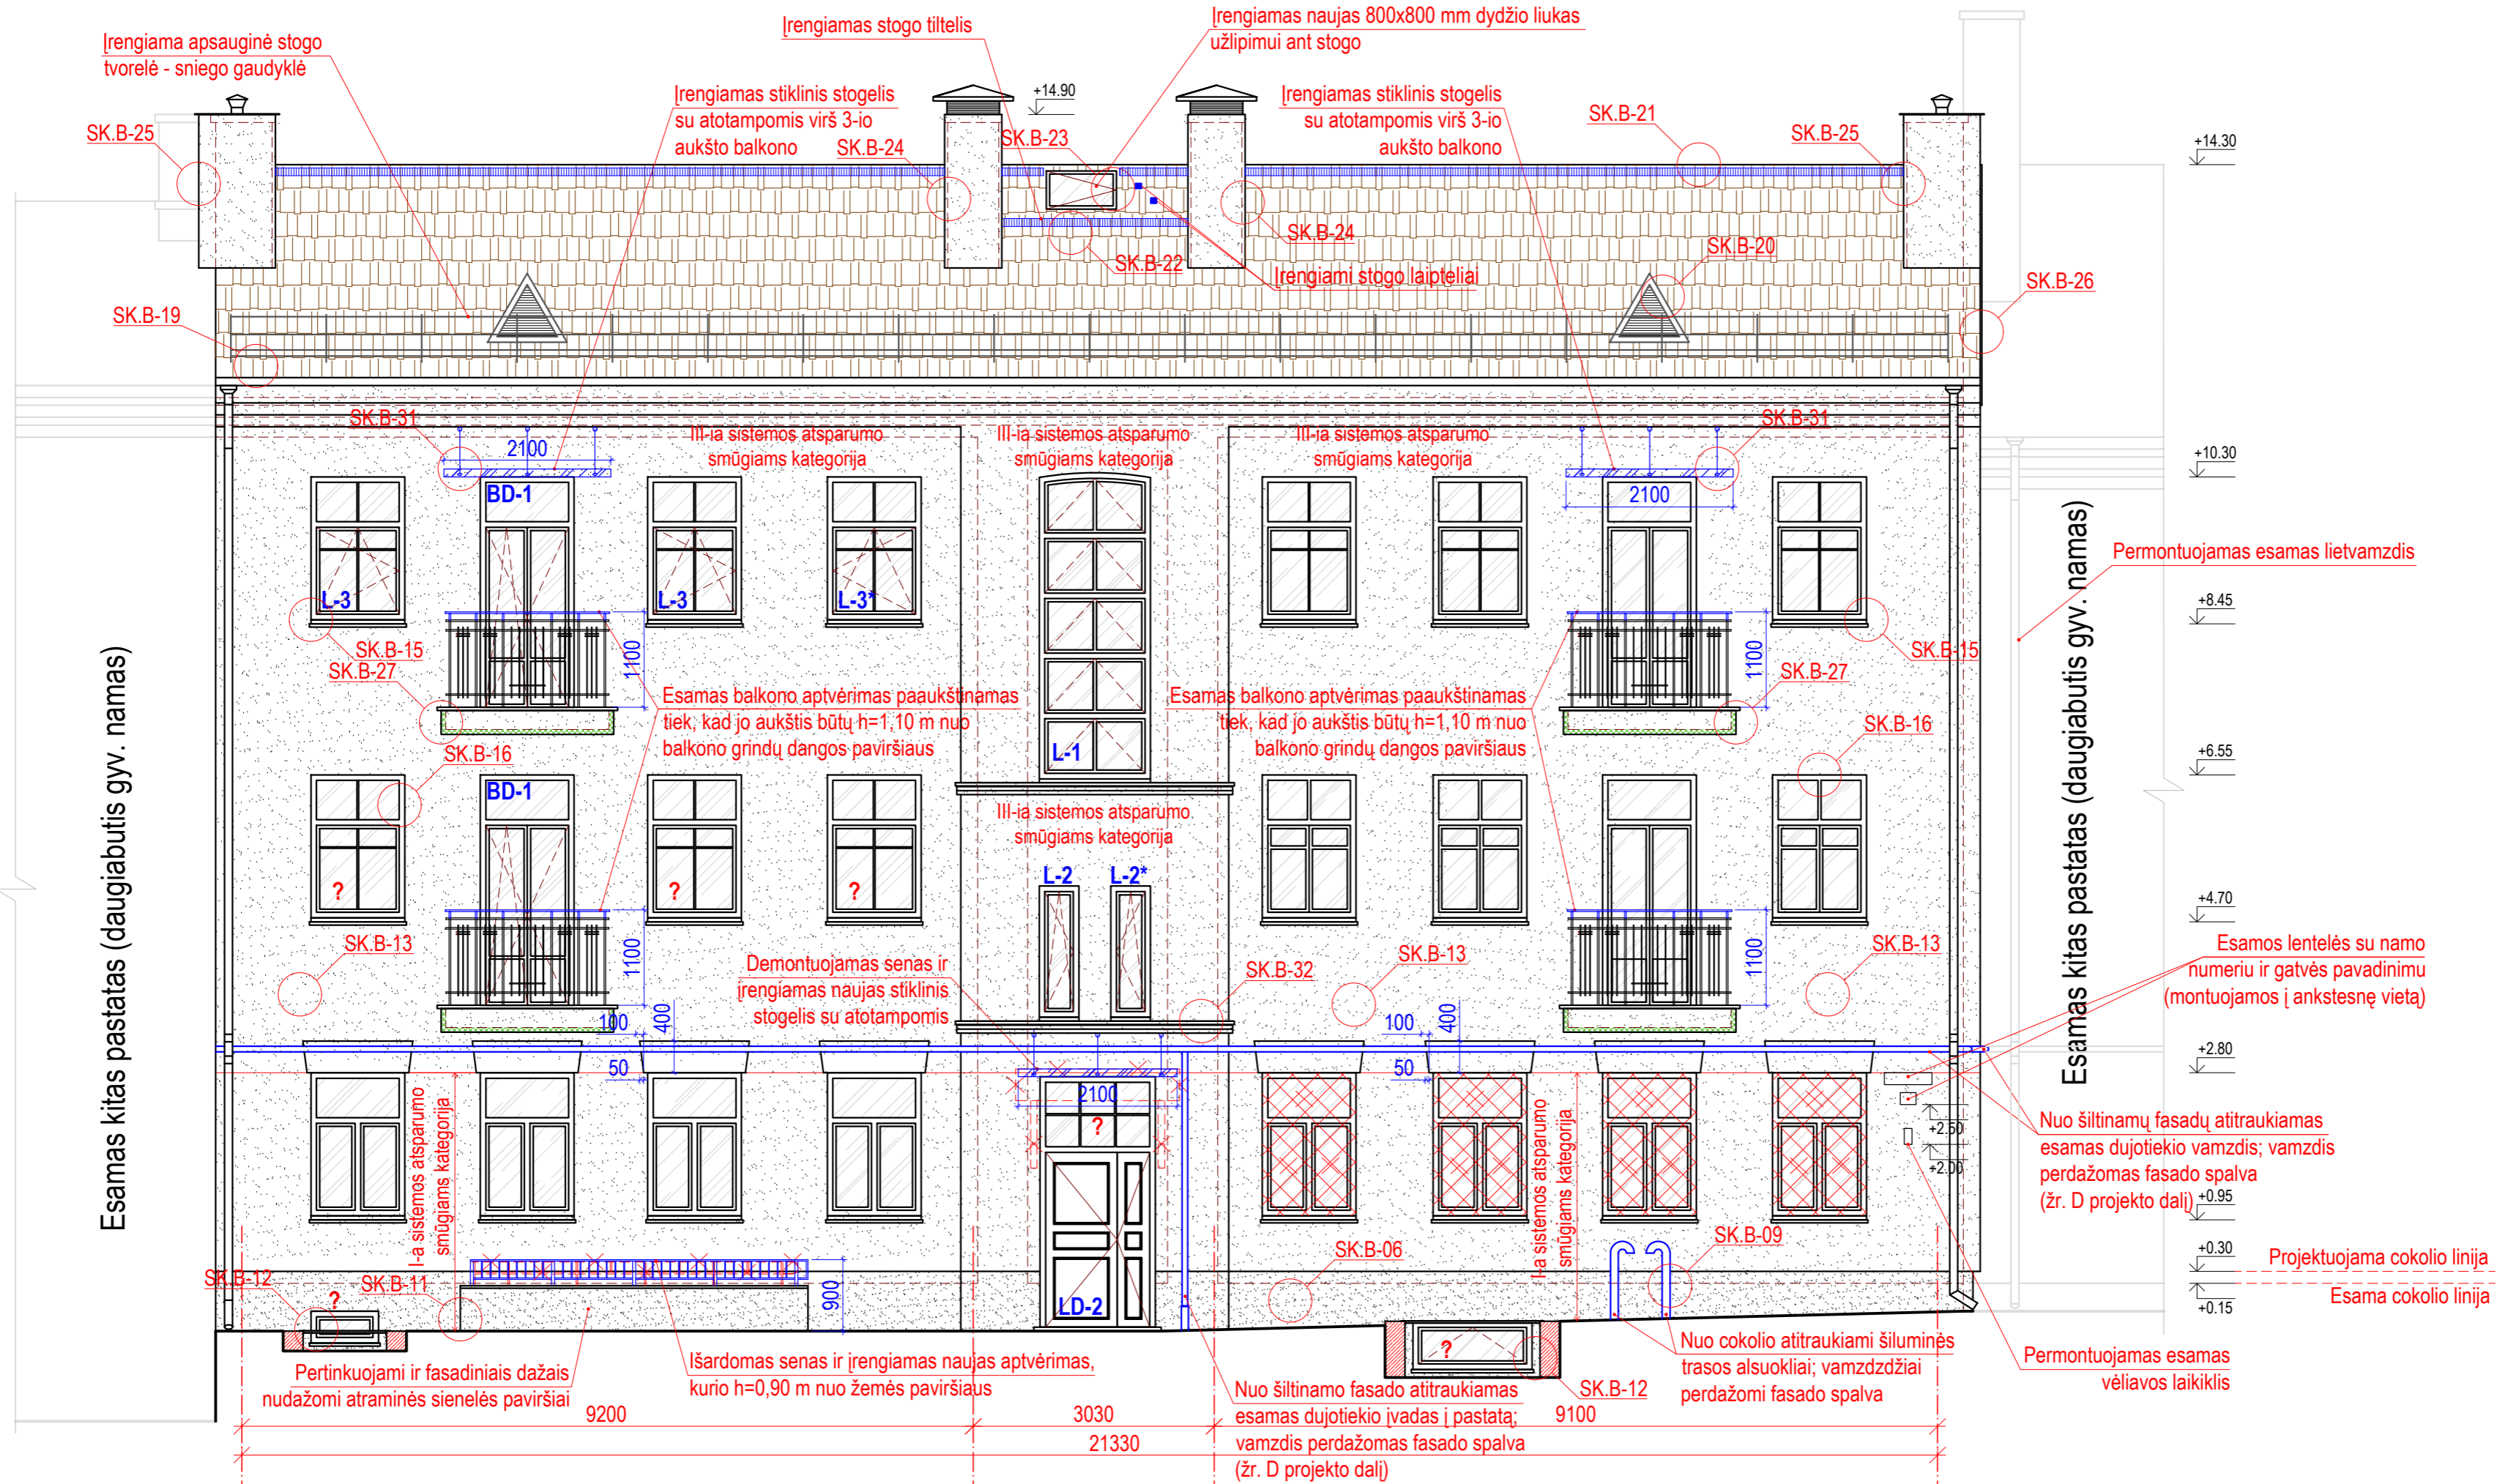 Įrengiama apsauginė stogo
tvorelė - sniego gaudyklė
Įrengiamas stogo tiltelis
Įrengiamas naujas 800x800 mm dydžio liukas
užlipimui ant stogo
Įrengiamas stiklinis stogelis
su atotampomis virš 3-io
aukšto balkono
+14.90
Įrengiamas stiklinis stogelis
su atotampomis virš 3-io
aukšto balkono
SK.B-25
SK.B-24
SK.B-23
SK.B-21
SK.B-25
+14.30
SK.B-24
SK.B-22
SK.B-20
Įrengiami stogo laipteliai
SK.B-26
SK.B-19
SK.B-31
2100
III-ia sistemos atsparumo
smūgiams kategorija
III-ia sistemos atsparumo
smūgiams kategorija
III-ia sistemos atsparumo
smūgiams kategorija
SK.B-31
2100
+10.30
BD-1
L-3
L-3
L-3*
Permontuojamas esamas lietvamzdis
+8.45
SK.B-15
SK.B-27
1100
1100
SK.B-15
SK.B-27
Esamas balkono aptvėrimas paaukštinamas
tiek, kad jo aukštis būtų h=1,10 m nuo
balkono grindų dangos paviršiaus
Esamas balkono aptvėrimas paaukštinamas
tiek, kad jo aukštis būtų h=1,10 m nuo
balkono grindų dangos paviršiaus
L-1
SK.B-16
SK.B-16
+6.55
BD-1
III-ia sistemos atsparumo
smūgiams kategorija
Esamas kitas pastatas (daugiabutis gyv. namas)
Esamas kitas pastatas (daugiabutis gyv. namas)
?
?
?
L-2
L-2*
+4.70
SK.B-13
1100
Demontuojamas senas ir
įrengiamas naujas stiklinis
stogelis su atotampomis
SK.B-32
SK.B-13
1100
SK.B-13
Esamos lentelės su namo
numeriu ir gatvės pavadinimu
(montuojamos į ankstesnę vietą)
100
400
50
100
400
50
+2.80
2100
?
I-a sistemos atsparumo
smūgiams kategorija
I-a sistemos atsparumo
smūgiams kategorija
+2.50
+2.00
Nuo šiltinamų fasadų atitraukiamas
esamas dujotiekio vamzdis; vamzdis
perdažomas fasado spalva
(žr. D projekto dalį)
+0.95
SK.B-06
SK.B-09
+0.30
Projektuojama cokolio linija
Esama cokolio linija
+0.15
SK.B-12
SK.B-11
?
900
LD-2
?
SK.B-12
Pertinkuojami ir fasadiniais dažais
nudažomi atraminės sienelės paviršiai
Išardomas senas ir įrengiamas naujas aptvėrimas,
kurio h=0,90 m nuo žemės paviršiaus
Nuo šiltinamo fasado atitraukiamas
esamas dujotiekio įvadas į pastatą;
vamzdis perdažomas fasado spalva
(žr. D projekto dalį)
Nuo cokolio atitraukiami šiluminės
trasos alsuokliai; vamzdzdžiai
perdažomi fasado spalva
Permontuojamas esamas
vėliavos laikiklis
9200
3030
9100
21330